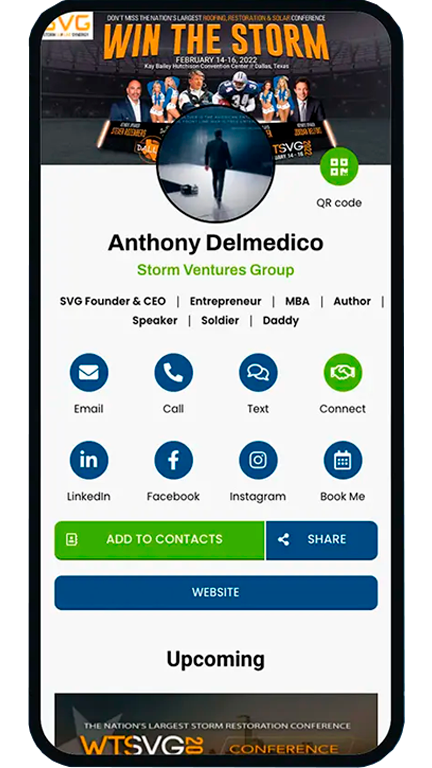 SVG
DON'T MISS THE NATION'S LARGEST ROOFING, RESTORATION & SOLAR CONFERENCE
WIN THE STORM
FEBRUARY 14-16, 2022
Kay Bailey Hutchison Convention Center // Dallas, Texas
34
QR code
Anthony Delmedico
Storm Ventures Group
SVG Founder & CEO | Entrepreneur | MBA | Author |
Speaker | Soldier | Daddy
Email Call Text Connect
in f
LinkedIn Facebook Instagram Book Me
ADD TO CONTACTS SHARE
WEBSITE
Upcoming
THE NATION'S LARGEST STORM RESTORATION CONFERENCE
WTSVG CONFERENCE